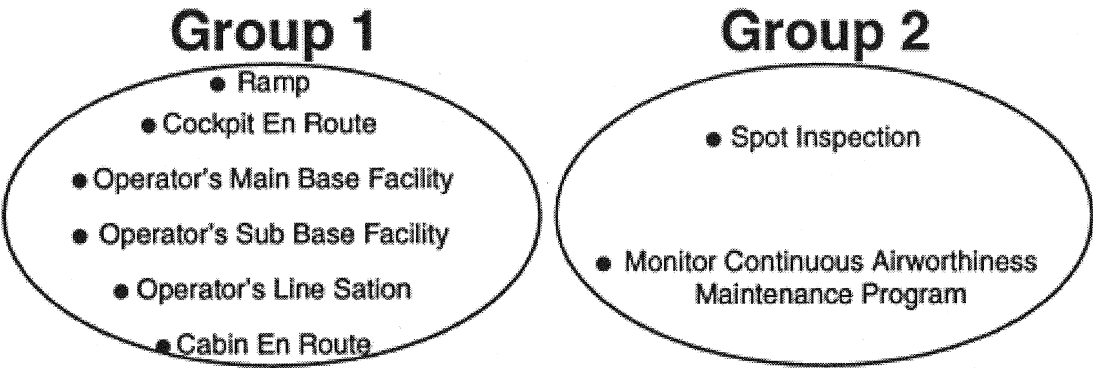 Group 1
• Ramp
• Cockpit En Route
• Operator's Main Base Facility
• Operator's Sub Base Facility
• Operator's Line Sation
• Cabin En Route
Group 2
• Spot Inspection
• Monitor Continuous Airworthiness
Maintenance Program